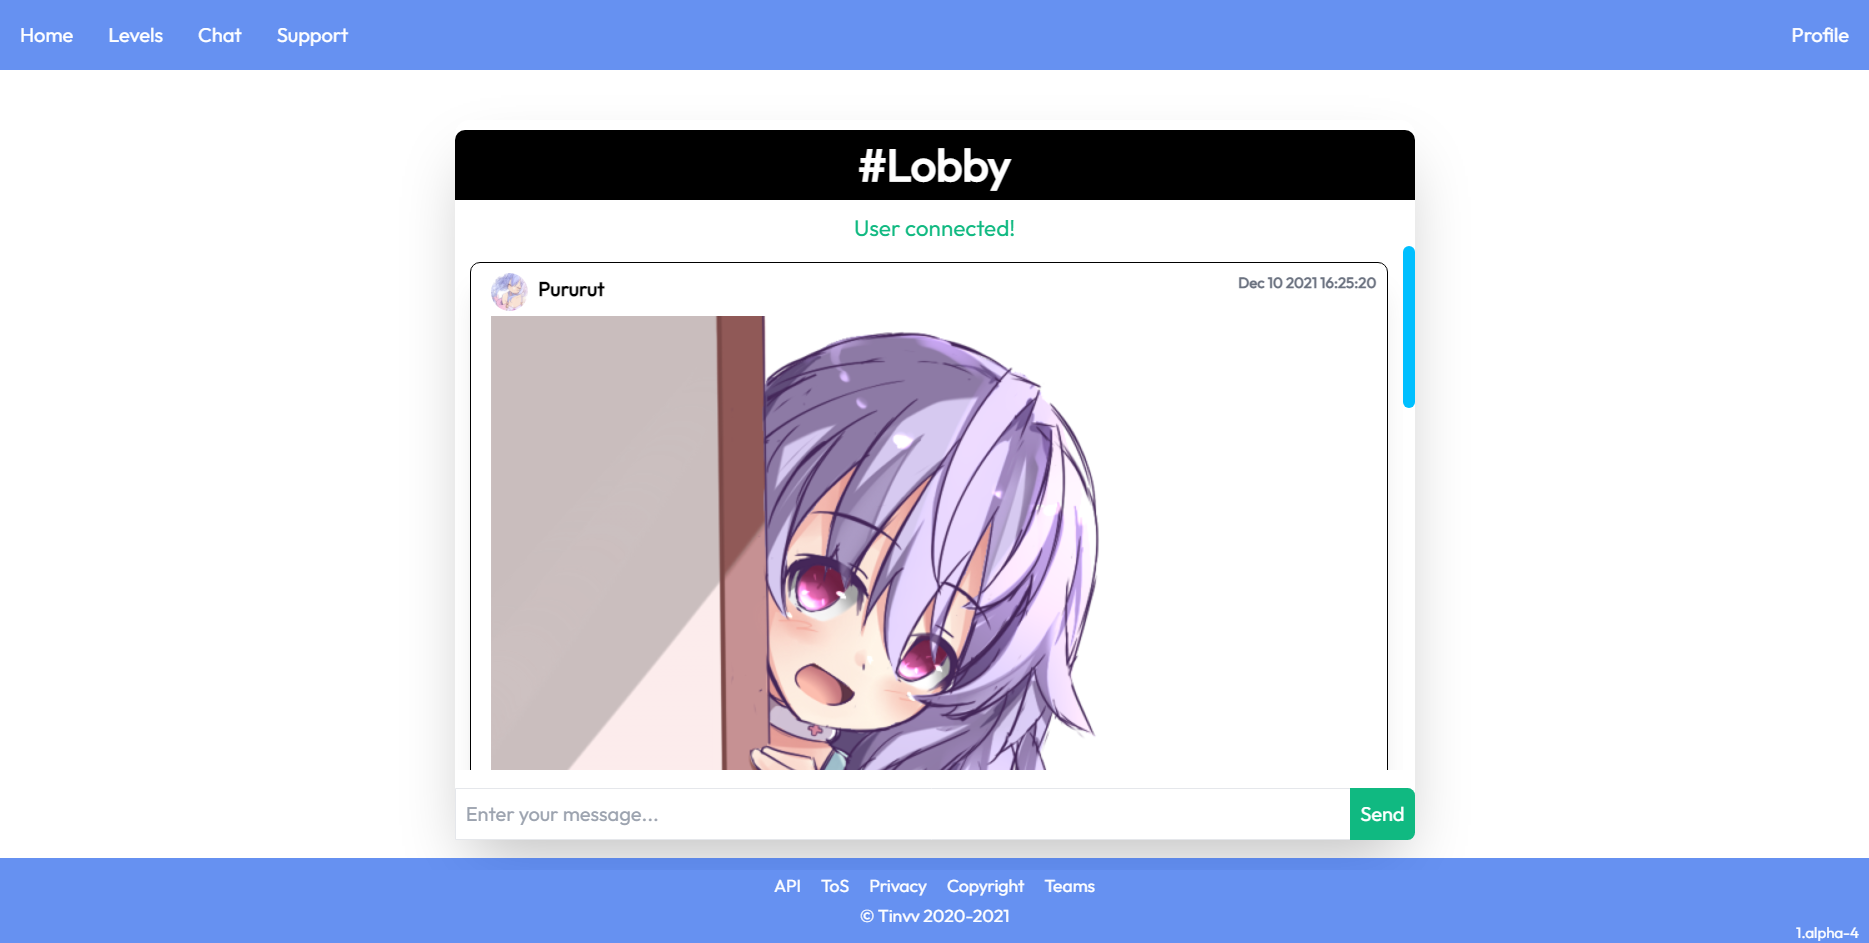 Home Levels Chat Support Profile
#Lobby
User connected!
Pururut Dec 10 2021 16:25:20
Enter your message...
Send
API ToS Privacy Copyright Teams
© Tinvv 2020-2021
1.alpha-4